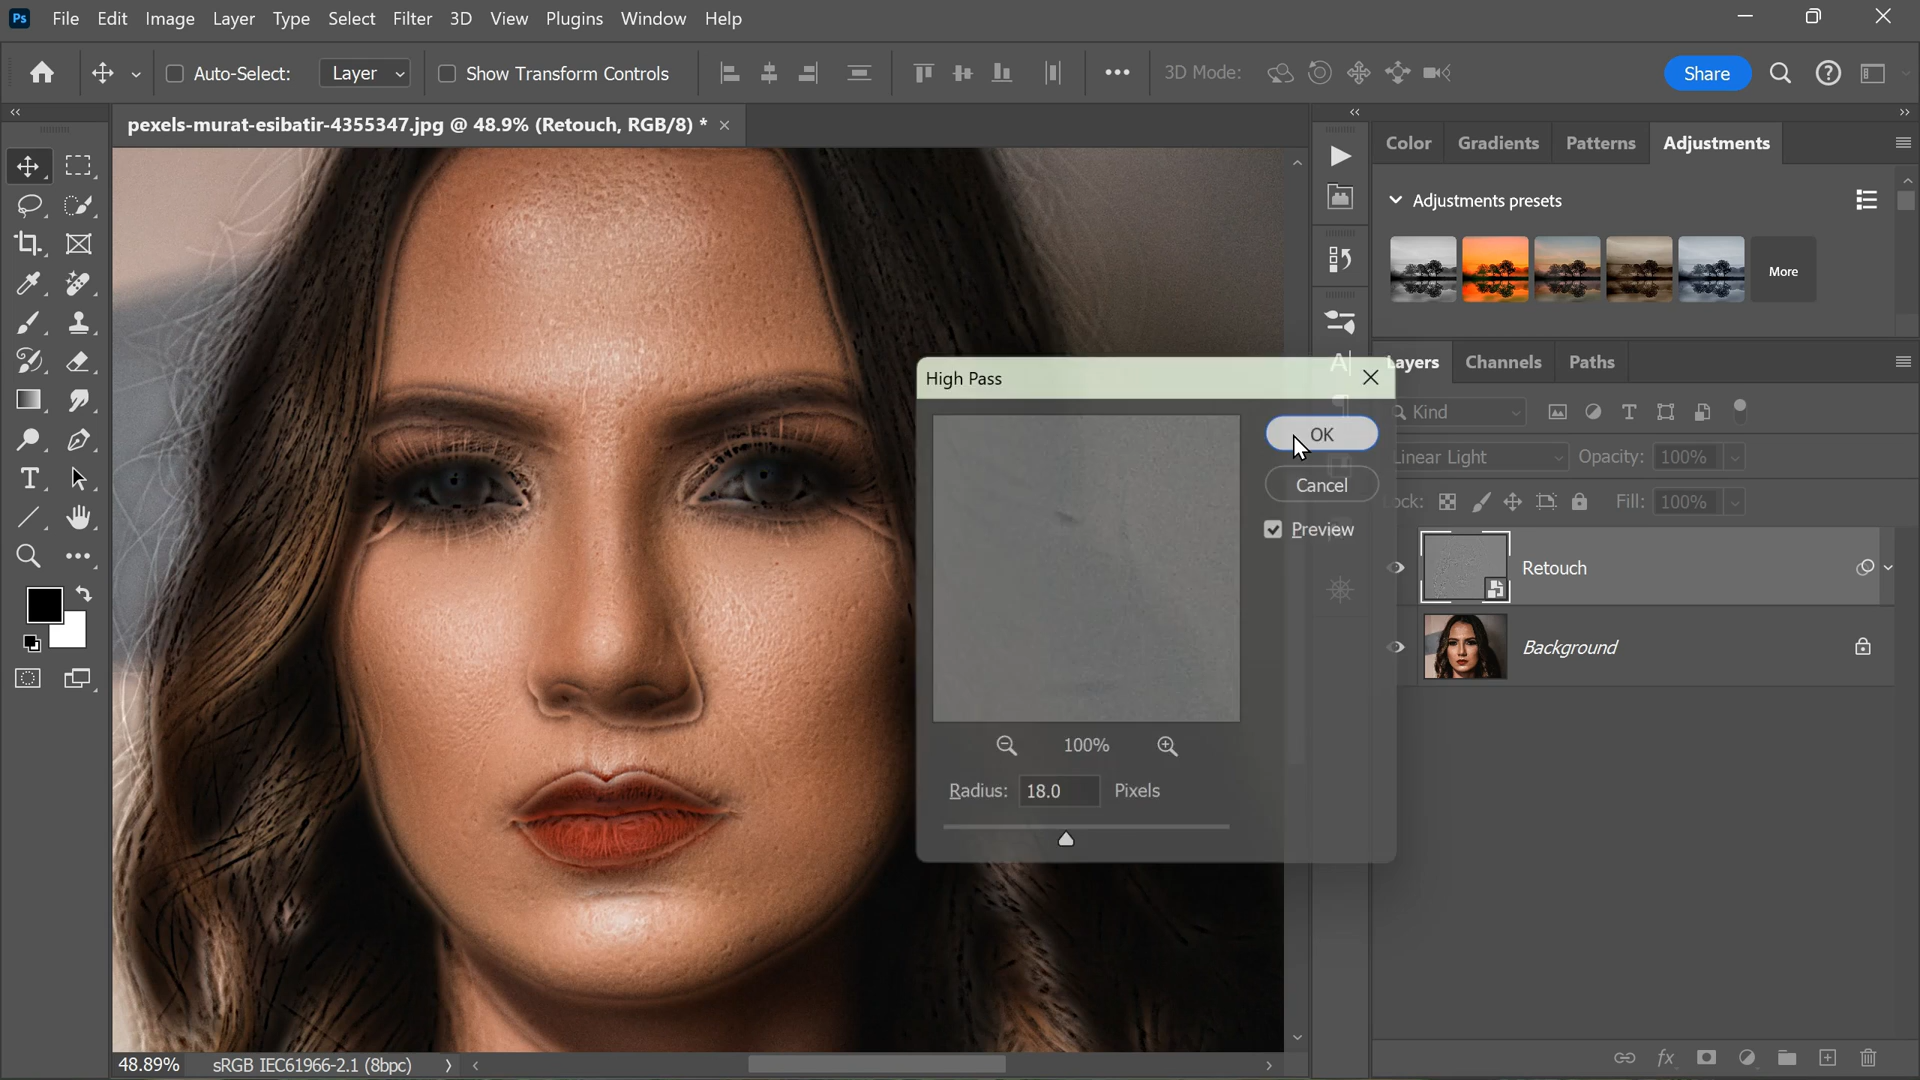 Ps File Edit Image Layer Type Select Filter 3D View Plugins Window Help
Auto-Select: Layer Show Transform Controls 3D Mode: Share
pexels-murat-esibatir-4355347.jpg @ 48.9% (Retouch, RGB/8) *
Color Gradients Patterns Adjustments
Adjustments presets
More
Layers Channels Paths
Kind
Linear Light Opacity: 100%
Lock: Fill: 100%
Retouch
Background
High Pass
OK
Cancel
Preview
100%
Radius: 18.0 Pixels
48.89% sRGB IEC61966-2.1 (8bpc)